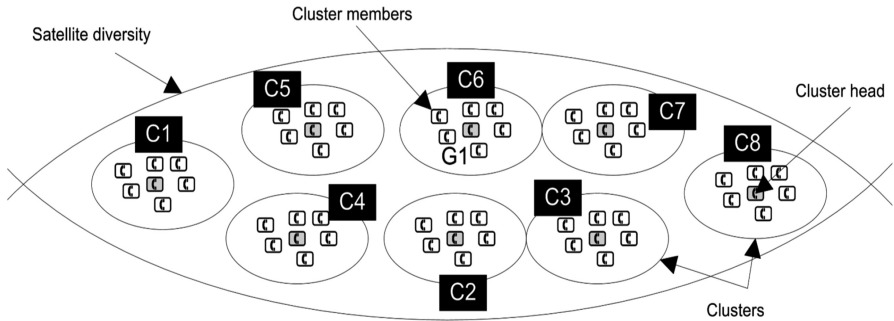 Cluster members
Satellite diversity
C5
C6
C7
Cluster head
C1
G1
C8
C4
C3
C2
Clusters